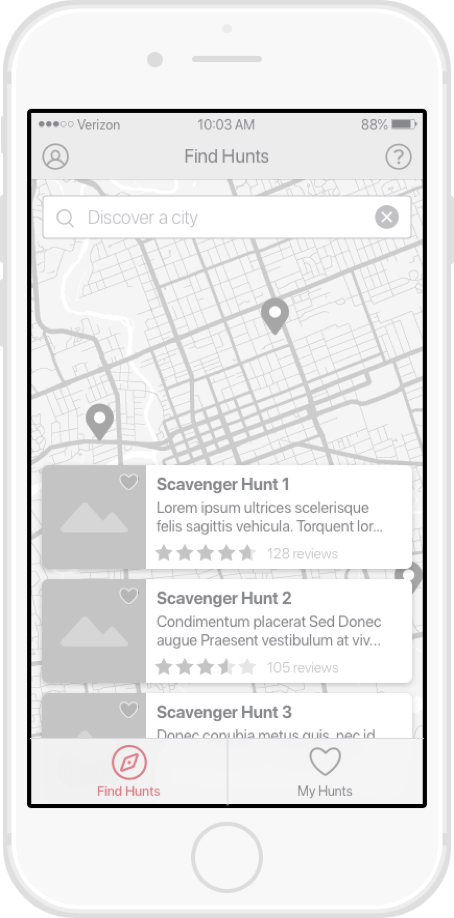 Verizon
10:03 AM
88%
Find Hunts
?
Discover a city
Scavenger Hunt 1
Lorem ipsum ultrices scelerisque
felis sagittis vehicula. Torquent lor...
128 reviews
Scavenger Hunt 2
Condimentum placerat Sed Donec
augue Praesent vestibulum at viv...
105 reviews
Scavenger Hunt 3
Donec conubia metus quis, nec id
Find Hunts
My Hunts